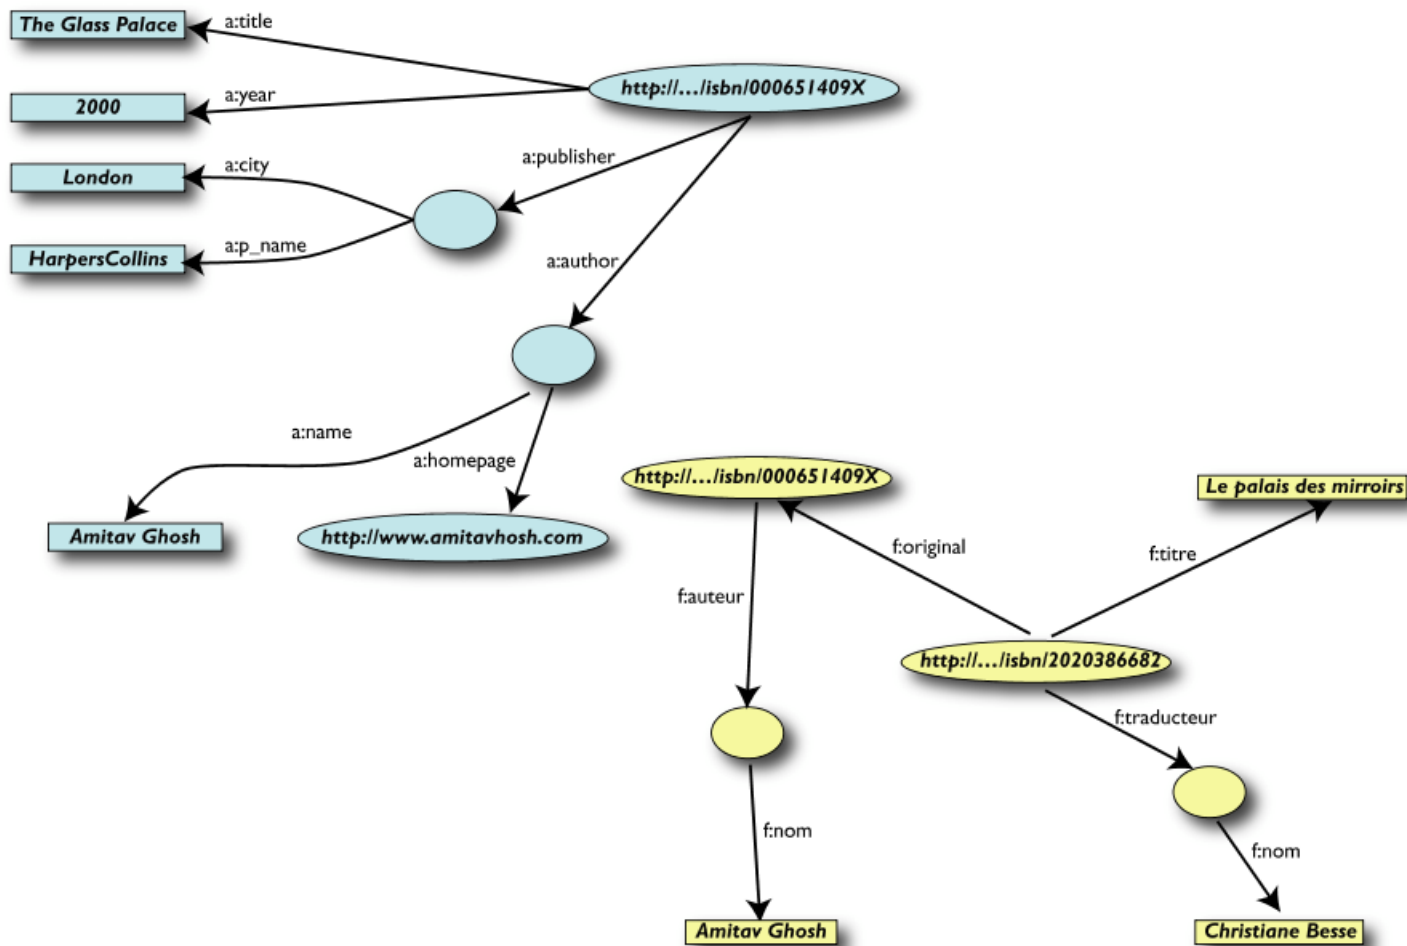 The Glass Palace
a:title
http://…/isbn/000651409X
2000
a:year
a:publisher
London
a:city
HarpersCollins
a:p_name
a:author
a:name
a:homepage
Amitav Ghosh
http://www.amitavhosh.com
http://…/isbn/000651409X
Le palais des mirroirs
f:original
f:titre
f:auteur
http://…/isbn/2020386682
f:traducteur
f:nom
f:nom
Amitav Ghosh
Christiane Besse